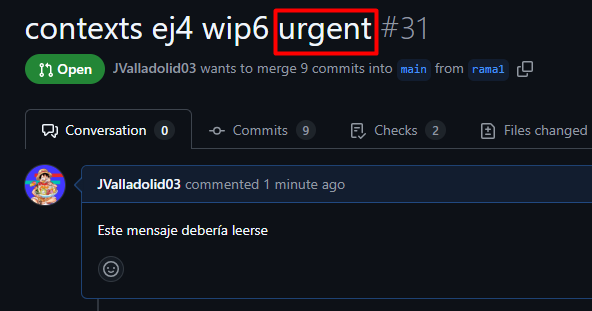 contexts ej4 wip6 urgent #31
Open JValladolid03 wants to merge 9 commits into main from rama1
Conversation 0 Commits 9 Checks 2 Files changed
JValladolid03 commented 1 minute ago
Este mensaje debería leerse